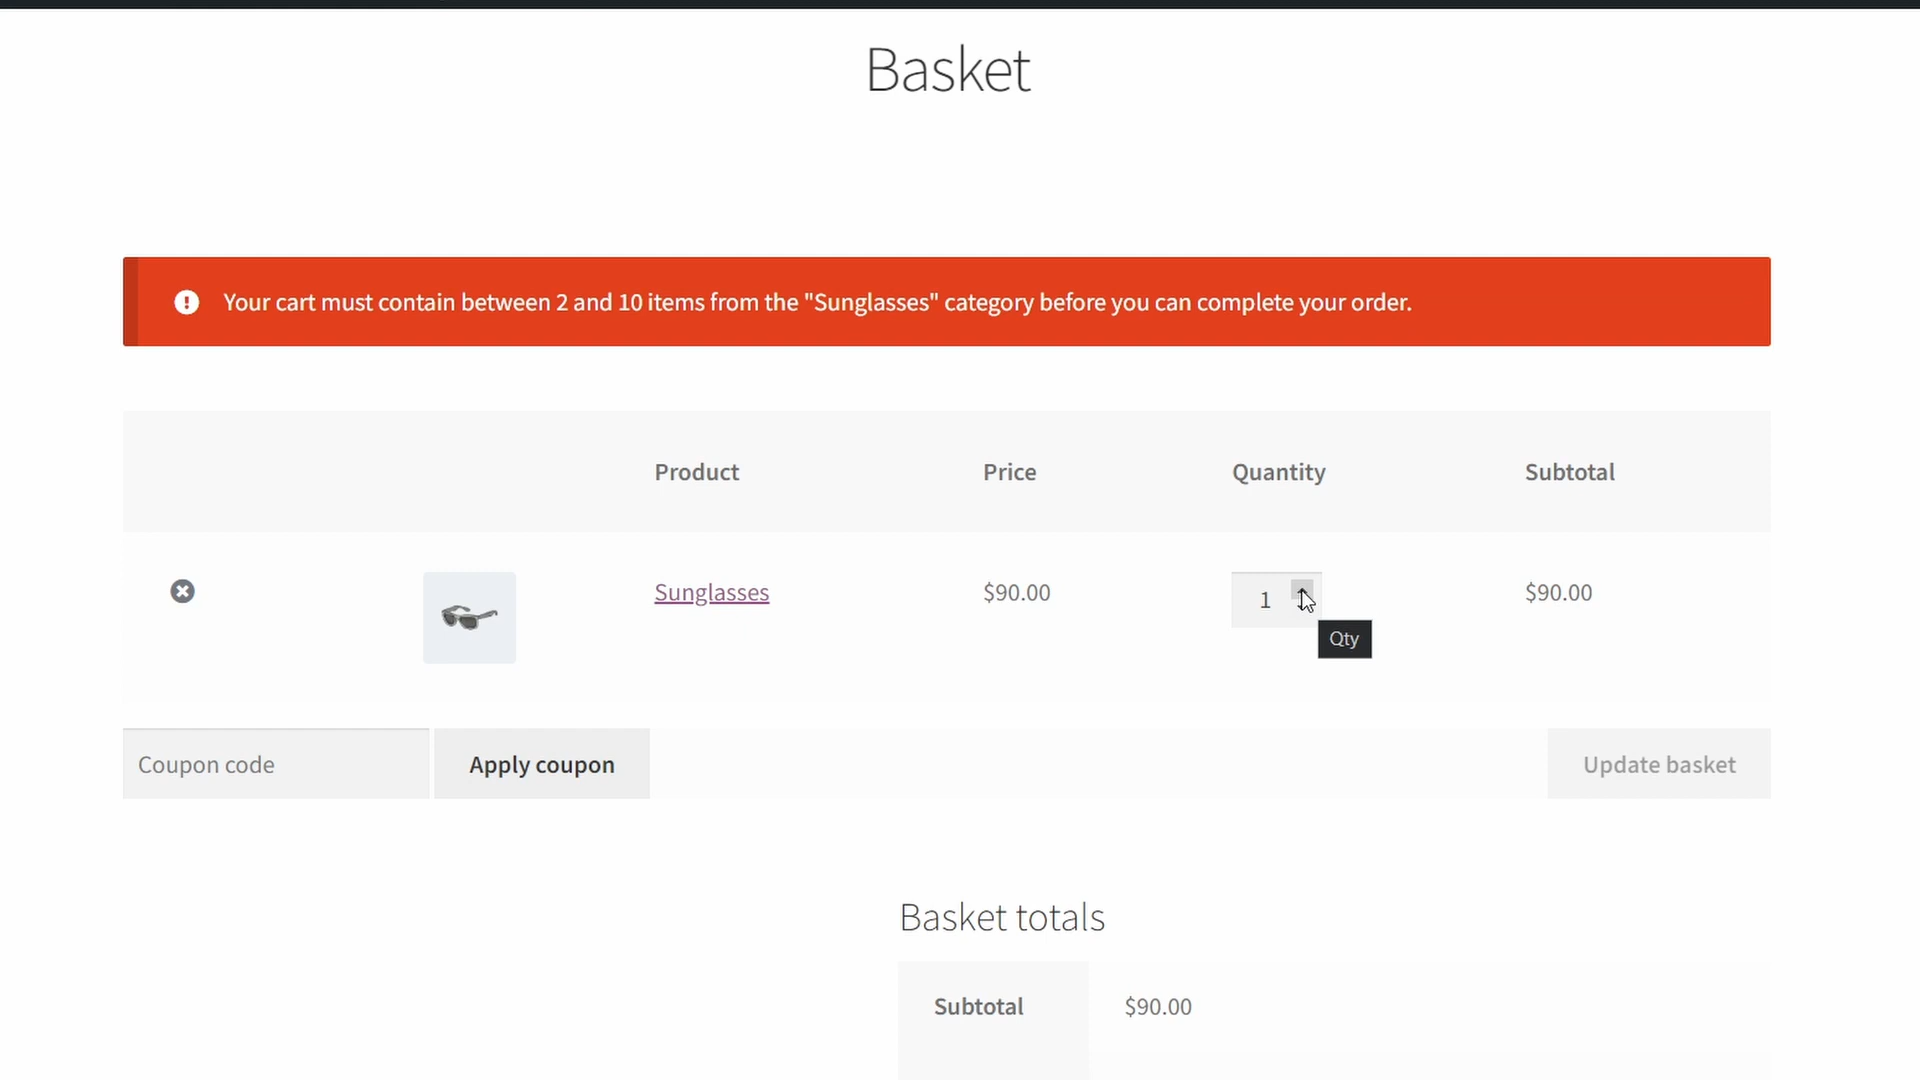 Basket
Your cart must contain between 2 and 10 items from the "Sunglasses" category before you can complete your order.
Product Price Quantity Subtotal
Sunglasses $90.00 1 $90.00
Qty
Coupon code Apply coupon Update basket
Basket totals
Subtotal $90.00